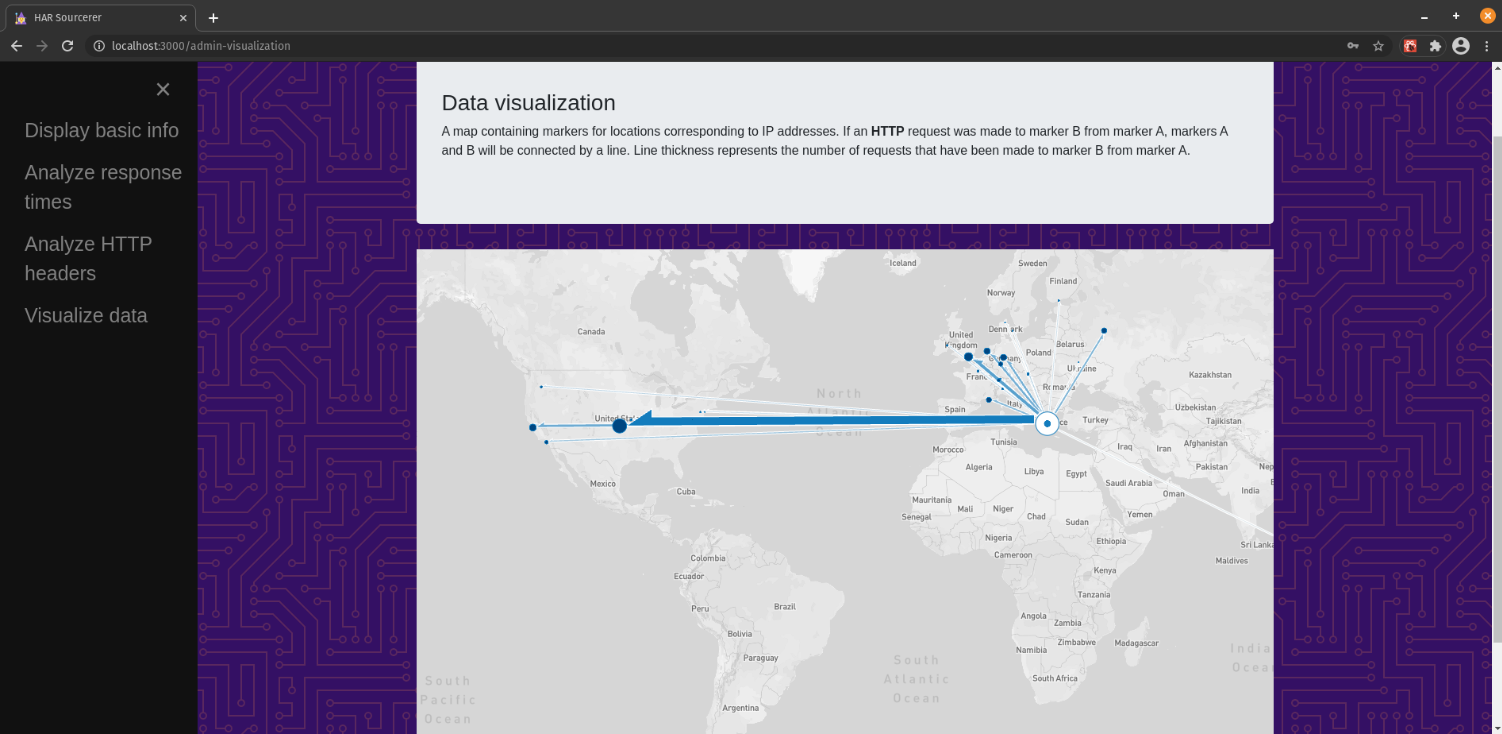 HAR Sourcerer
localhost:3000/admin-visualization
Display basic info
Analyze response
times
Analyze HTTP
headers
Visualize data
Data visualization
A map containing markers for locations corresponding to IP addresses. If an HTTP request was made to marker B from marker A, markers A
and B will be connected by a line. Line thickness represents the number of requests that have been made to marker B from marker A.
Iceland
Sweden
Finland
Norway
Canada
United
Kingdom
Denmark
Belarus
Poland
Germany
Ukraine
France
Romania
Kazakhstan
North
Atlantic
Ocean
Italy
Spain
United States
Uzbekistan
Turkey
Tajikistan
Tunisia
Morocco
Iraq
Iran
Afghanistan
Algeria
Libya
Egypt
Pakistan
Nep
Mexico
Cuba
Saudi Arabia
Oman
India
Mauritania
Mali
Niger
Chad
Senegal
Sudan
Yemen
Nigeria
Ethiopia
Sri Lanka
Cameroon
Maldives
Colombia
Ecuador
Kenya
Peru
Brazil
Tanzania
Angola
Zambia
Bolivia
Zimbabwe
Madagascar
Namibia
Paraguay
South
Atlantic
Ocean
India
Ocea
South Africa
South
Pacific
Ocean
Argentina